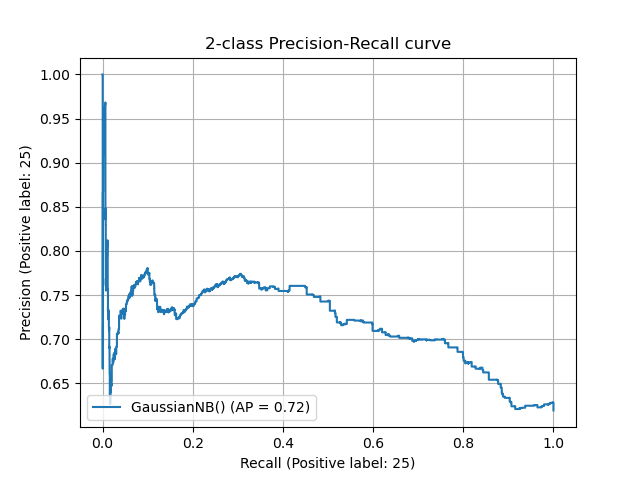 2-class Precision-Recall curve
1.00
0.95
0.90
0.85
0.80
0.75
0.70
0.65
Precision (Positive label: 25)
GaussianNB() (AP = 0.72)
0.0 0.2 0.4 0.6 0.8 1.0
Recall (Positive label: 25)